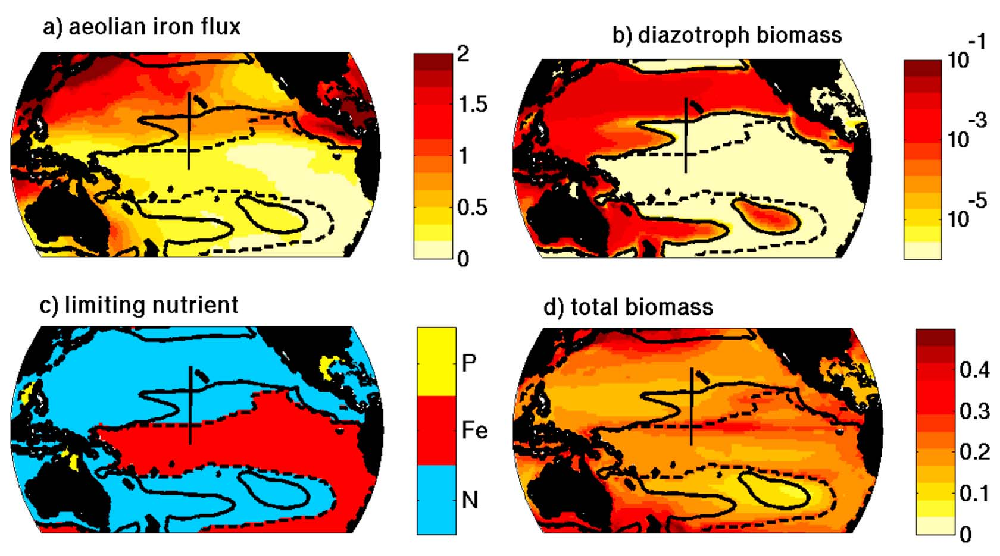 a) aeolian iron flux
2
1.5
1
0.5
0
b) diazotroph biomass
10 -1
10 -3
10 -5
c) limiting nutrient
P
Fe
N
d) total biomass
0.4
0.3
0.2
0.1
0